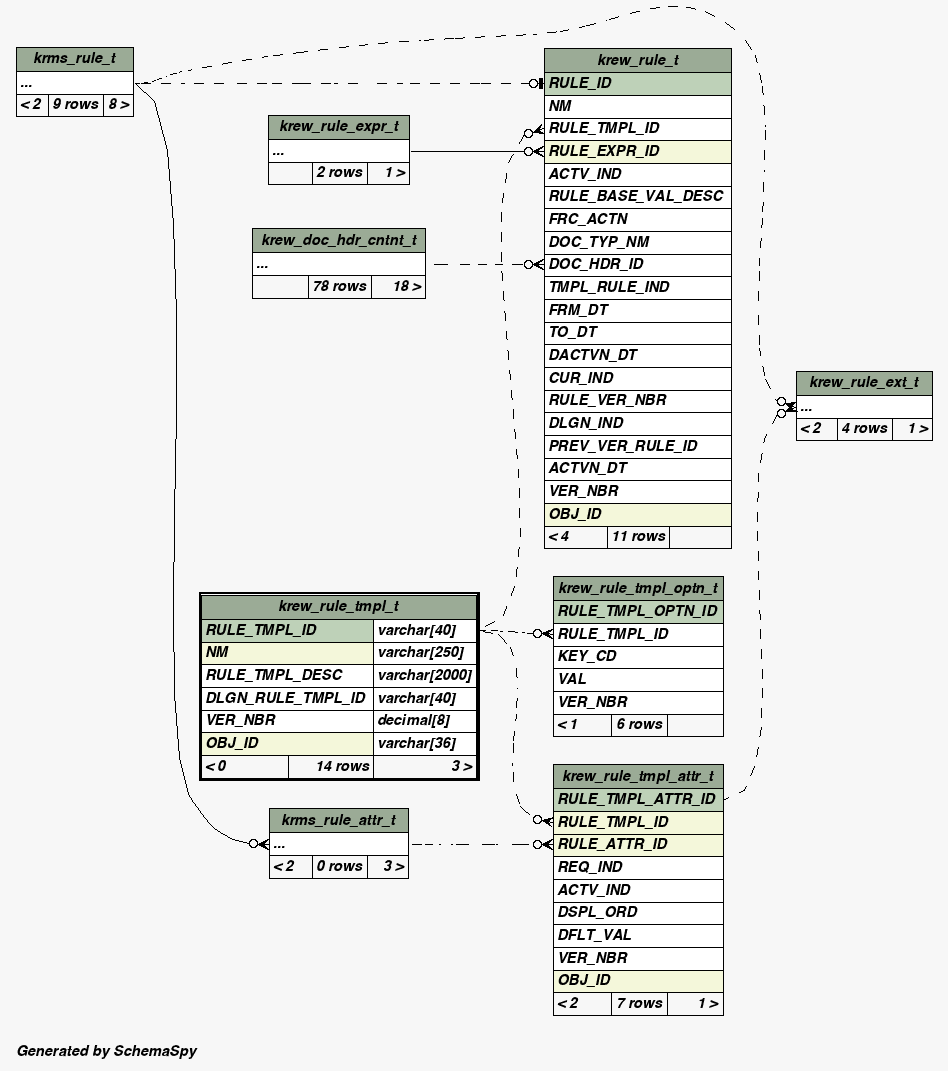 krms_rule_t
...
< 2 9 rows 8 >
krew_rule_t
RULE_ID
NM
RULE_TMPL_ID
RULE_EXPR_ID
ACTV_IND
RULE_BASE_VAL_DESC
FRC_ACTN
DOC_TYP_NM
DOC_HDR_ID
TMPL_RULE_IND
FRM_DT
TO_DT
DACTVN_DT
CUR_IND
RULE_VER_NBR
DLGN_IND
PREV_VER_RULE_ID
ACTVN_DT
VER_NBR
OBJ_ID
< 4 11 rows
krew_rule_expr_t
...
2 rows 1 >
krew_doc_hdr_cntnt_t
...
78 rows 18 >
krew_rule_ext_t
...
< 2 4 rows 1 >
krew_rule_tmpl_t
RULE_TMPL_ID varchar[40]
NM varchar[250]
RULE_TMPL_DESC varchar[2000]
DLGN_RULE_TMPL_ID varchar[40]
VER_NBR decimal[8]
OBJ_ID varchar[36]
< 0 14 rows 3 >
krew_rule_tmpl_optn_t
RULE_TMPL_OPTN_ID
RULE_TMPL_ID
KEY_CD
VAL
VER_NBR
< 1 6 rows
krew_rule_tmpl_attr_t
RULE_TMPL_ATTR_ID
RULE_TMPL_ID
RULE_ATTR_ID
REQ_IND
ACTV_IND
DSPL_ORD
DFLT_VAL
VER_NBR
OBJ_ID
< 2 7 rows 1 >
krms_rule_attr_t
...
< 2 0 rows 3 >
Generated by SchemaSpy